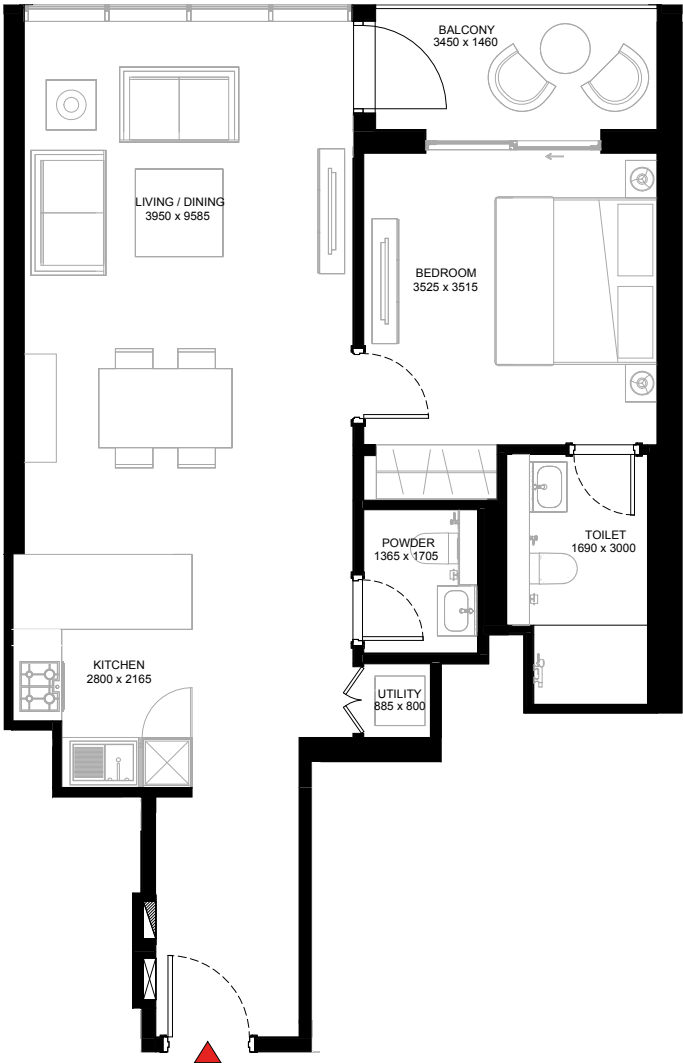 BALCONY
3450 x 1460
LIVING / DINING
3950 x 9585
BEDROOM
3525 x 3515
POWDER
1365 x 1705
TOILET
1690 x 3000
KITCHEN
2800 x 2165
UTILITY
885 x 800